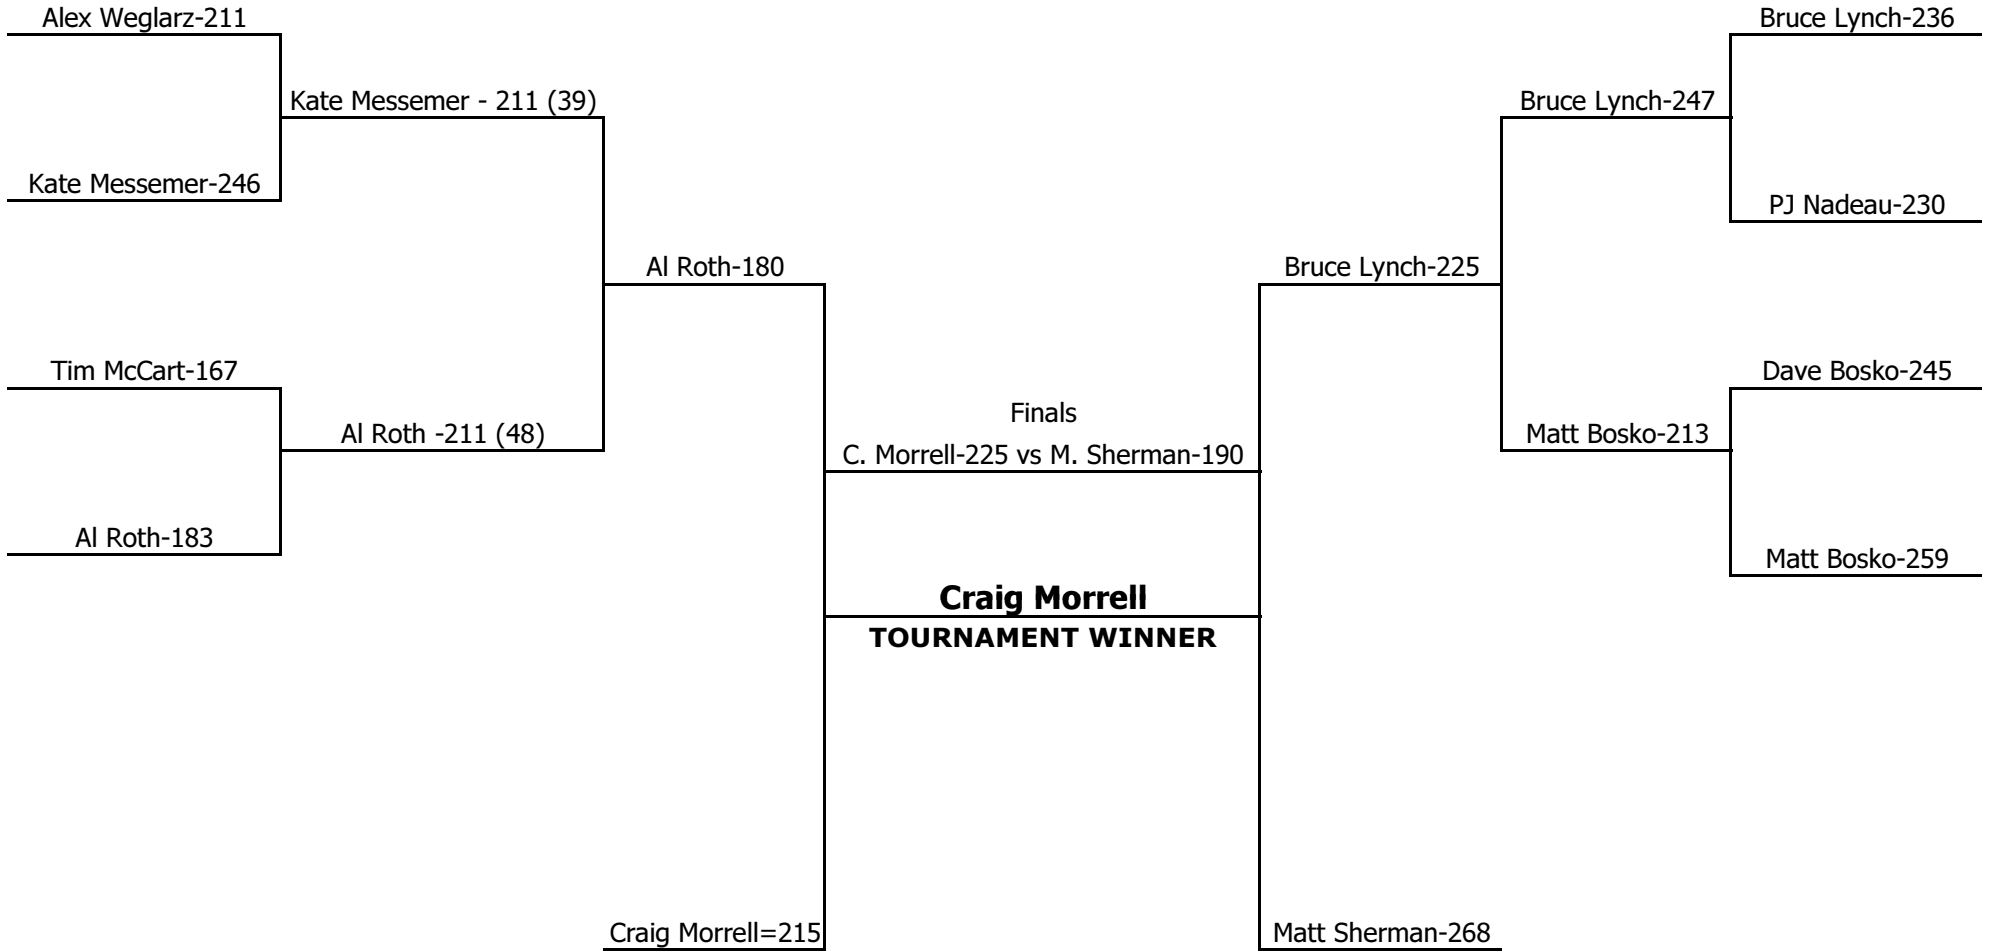 Alex Weglarz-211
Bruce Lynch-236
Kate Messemer - 211 (39)
Bruce Lynch-247
Kate Messemer-246
PJ Nadeau-230
Al Roth-180
Bruce Lynch-225
Tim McCart-167
Dave Bosko-245
Finals
Al Roth -211 (48)
Matt Bosko-213
C. Morrell-225 vs M. Sherman-190
Al Roth-183
Matt Bosko-259
Craig Morrell
TOURNAMENT WINNER
Craig Morrell=215
Matt Sherman-268